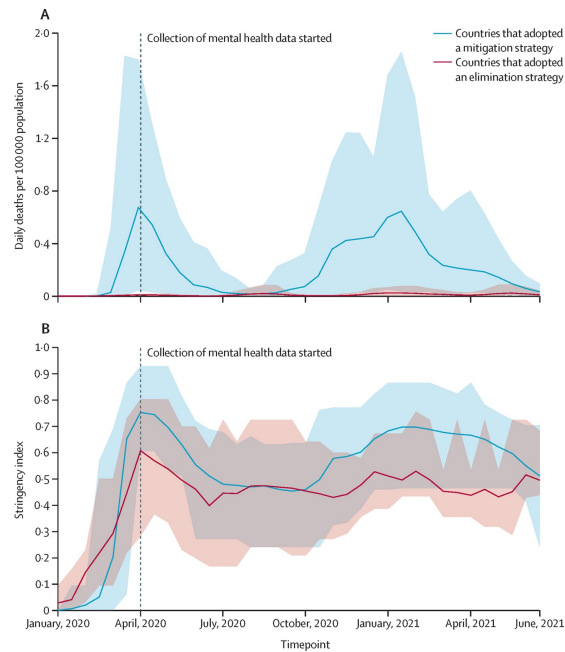 A
Collection of mental health data started
Countries that adopted
a mitigation strategy
Countries that adopted
an elimination strategy
Daily deaths per 100 000 population
2·0
1·6
1·2
0·8
0·4
0
B
Collection of mental health data started
Stringency index
1·0
0·9
0·8
0·7
0·6
0·5
0·4
0·3
0·2
0·1
0
January, 2020
April, 2020
July, 2020
October, 2020
January, 2021
April, 2021
June, 2021
Timepoint